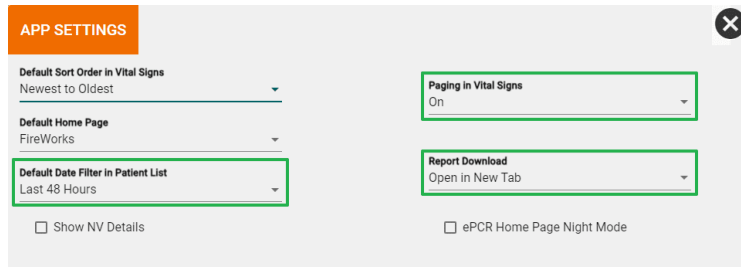 APP SETTINGS
Default Sort Order in Vital Signs
Newest to Oldest
Default Home Page
FireWorks
Default Date Filter in Patient List
Last 48 Hours
Show NV Details
Paging in Vital Signs
On
Report Download
Open in New Tab
ePCR Home Page Night Mode